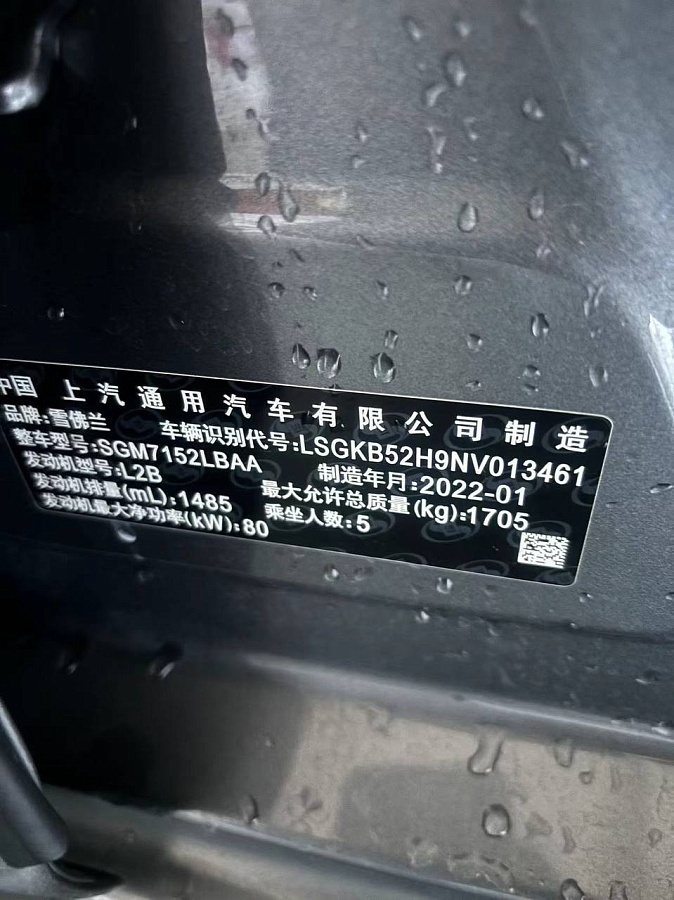 中国 上汽通用汽车有限公司制造
品牌:雪佛兰 车辆识别代号:LSGKB52H9NV013461
整车型号:SGM7152LBAA 制造年月:2022-01
发动机型号:L2B 最大允许总质量(kg):1705
发动机排量(mL):1485 乘坐人数:5
发动机最大净功率(kW):80